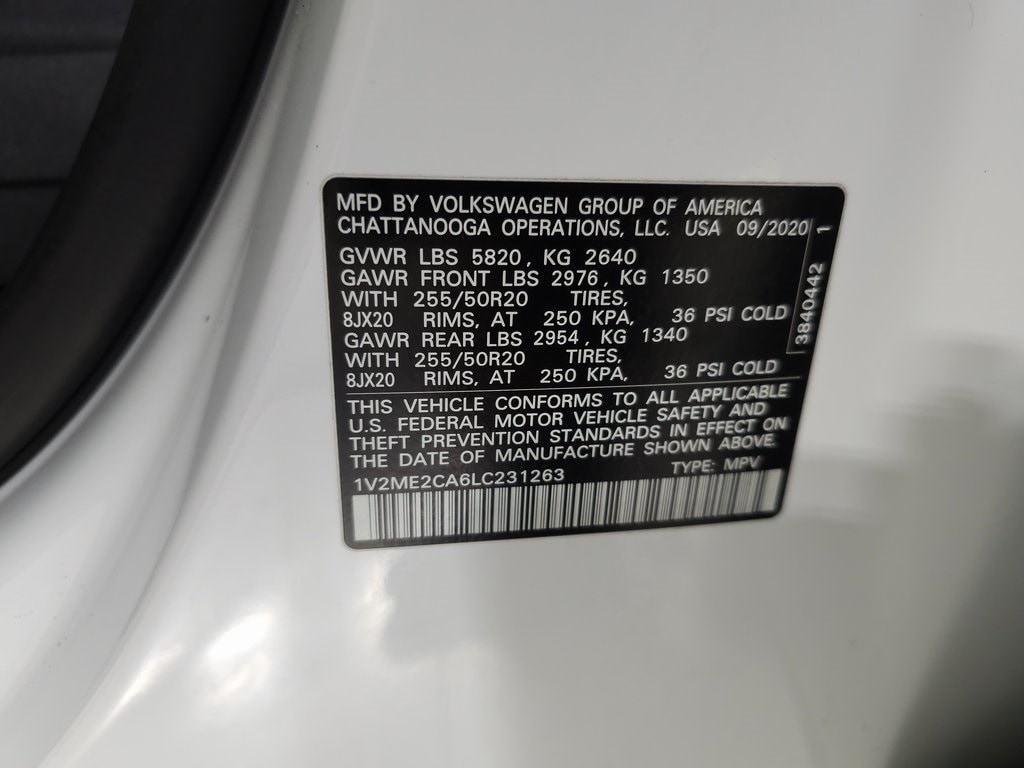 MFD BY VOLKSWAGEN GROUP OF AMERICA
CHATTANOOGA OPERATIONS, LLC. USA 09/2020
GVWR LBS 5820, KG 2640
GAWR FRONT LBS 2976, KG 1350
WITH 255/50R20 TIRES,
8JX20 RIMS, AT 250 KPA, 36 PSI COLD
GAWR REAR LBS 2954, KG 1340
WITH 255/50R20 TIRES,
8JX20 RIMS, AT 250 KPA, 36 PSI COLD
3840442 1
THIS VEHICLE CONFORMS TO ALL APPLICABLE
U.S. FEDERAL MOTOR VEHICLE SAFETY AND
THEFT PREVENTION STANDARDS IN EFFECT ON
THE DATE OF MANUFACTURE SHOWN ABOVE.
1V2ME2CA6LC231263 TYPE: MPV